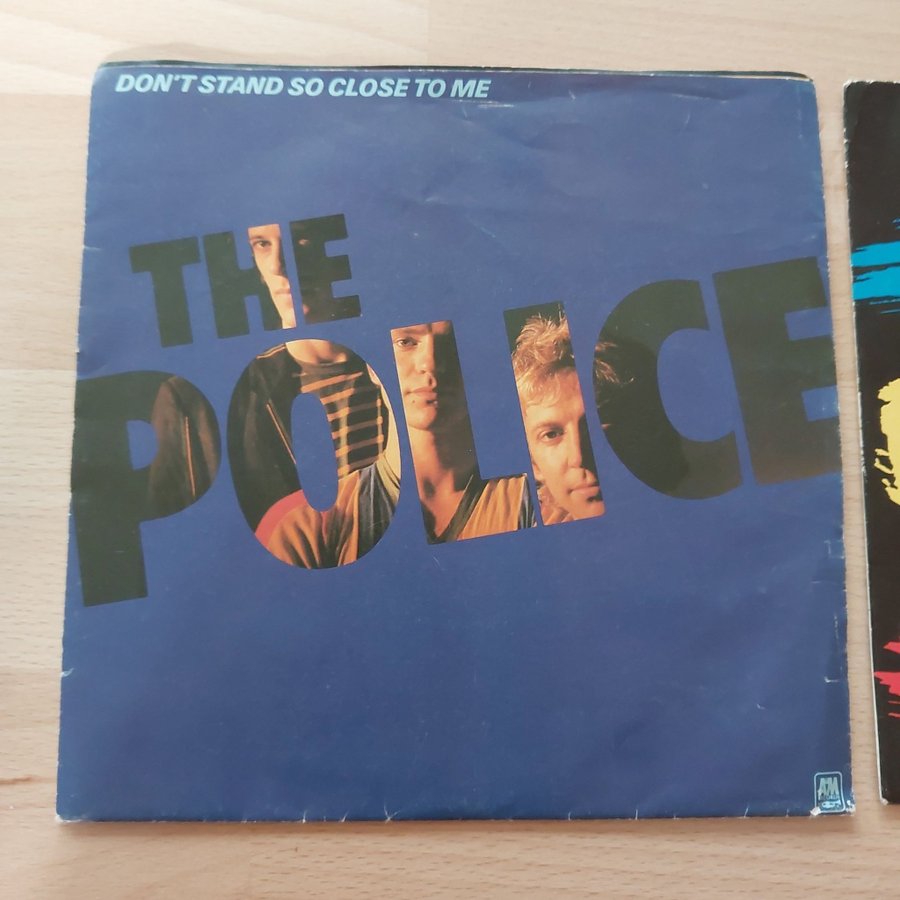 DON'T STAND SO CLOSE TO ME
THE
POLICE
A&M